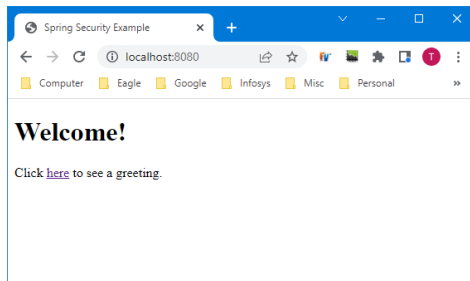 Spring Security Example
localhost:8080
T
Computer Eagle Google Infosys Misc Personal
Welcome!
Click here to see a greeting.